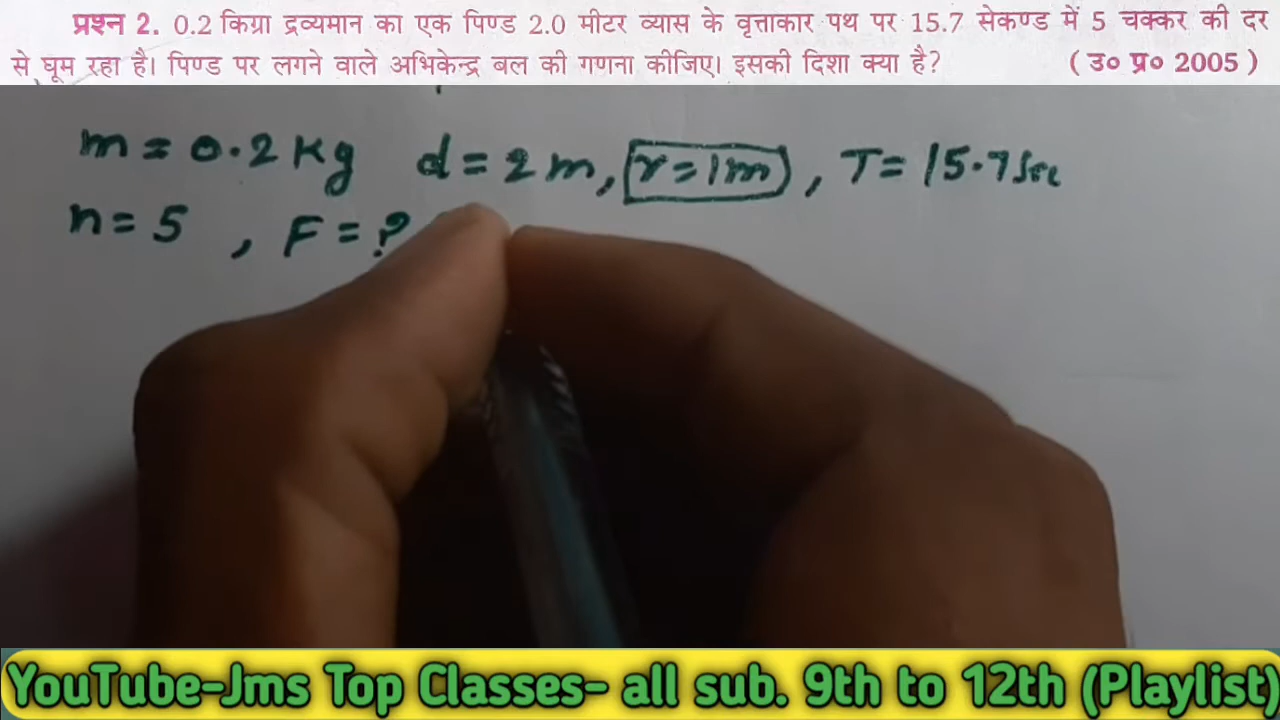 प्रश्न 2. 0.2 किग्रा द्रव्यमान का एक पिण्ड 2.0 मीटर व्यास के वृत्ताकार पथ पर 15.7 सेकण्ड में 5 चक्कर की दर
से घूम रहा है। पिण्ड पर लगने वाले अभिकेन्द्र बल की गणना कीजिए। इसकी दिशा क्या है? ( उ० प्र० 2005 )
m = 0.2 Kg d = 2 m, r = 1m , T = 15.7 Sec
n = 5 , F = ?
YouTube-Jms Top Classes- all sub. 9th to 12th (Playlist)